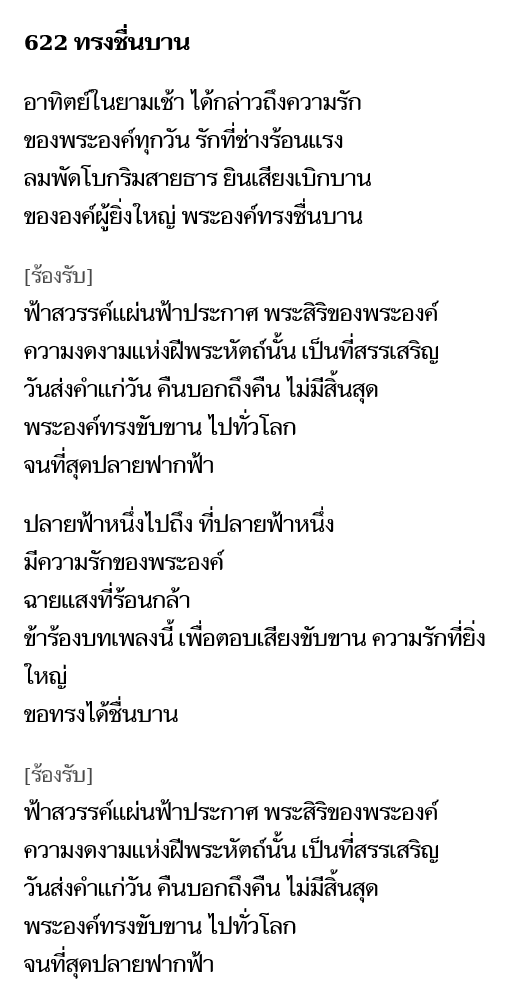 622 ทรงชื่นบาน
อาทิตย์ในยามเช้า ได้กล่าวถึงความรัก
ของพระองค์ทุกวัน รักที่ช่างร้อนแรง
ลมพัดโบกริมสายธาร ยินเสียงเบิกบาน
ขององค์ผู้ยิ่งใหญ่ พระองค์ทรงชื่นบาน
[ร้องรับ]
ฟ้าสวรรค์แผ่นฟ้าประกาศ พระสิริของพระองค์
ความงดงามแห่งฝีพระหัตถ์นั้น เป็นที่สรรเสริญ
วันส่งคำแก่วัน คืนบอกถึงคืน ไม่มีสิ้นสุด
พระองค์ทรงขับขาน ไปทั่วโลก
จนที่สุดปลายฟากฟ้า
ปลายฟ้าหนึ่งไปถึง ที่ปลายฟ้าหนึ่ง
มีความรักของพระองค์
ฉายแสงที่ร้อนกล้า
ข้าร้องบทเพลงนี้ เพื่อตอบเสียงขับขาน ความรักที่ยิ่ง
ใหญ่
ขอทรงได้ชื่นบาน
[ร้องรับ]
ฟ้าสวรรค์แผ่นฟ้าประกาศ พระสิริของพระองค์
ความงดงามแห่งฝีพระหัตถ์นั้น เป็นที่สรรเสริญ
วันส่งคำแก่วัน คืนบอกถึงคืน ไม่มีสิ้นสุด
พระองค์ทรงขับขาน ไปทั่วโลก
จนที่สุดปลายฟากฟ้า